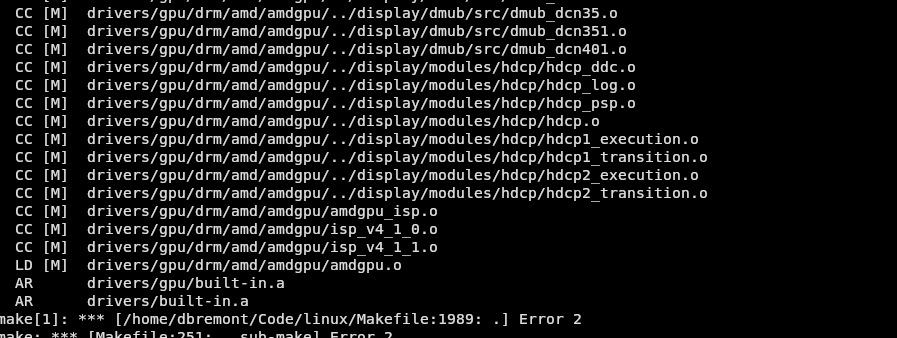 CC [M]  drivers/gpu/drm/amd/amdgpu/../display/dmub/src/dmub_dcn35.o
CC [M]  drivers/gpu/drm/amd/amdgpu/../display/dmub/src/dmub_dcn351.o
CC [M]  drivers/gpu/drm/amd/amdgpu/../display/dmub/src/dmub_dcn401.o
CC [M]  drivers/gpu/drm/amd/amdgpu/../display/modules/hdcp/hdcp_ddc.o
CC [M]  drivers/gpu/drm/amd/amdgpu/../display/modules/hdcp/hdcp_log.o
CC [M]  drivers/gpu/drm/amd/amdgpu/../display/modules/hdcp/hdcp_psp.o
CC [M]  drivers/gpu/drm/amd/amdgpu/../display/modules/hdcp/hdcp.o
CC [M]  drivers/gpu/drm/amd/amdgpu/../display/modules/hdcp/hdcp1_execution.o
CC [M]  drivers/gpu/drm/amd/amdgpu/../display/modules/hdcp/hdcp1_transition.o
CC [M]  drivers/gpu/drm/amd/amdgpu/../display/modules/hdcp/hdcp2_execution.o
CC [M]  drivers/gpu/drm/amd/amdgpu/../display/modules/hdcp/hdcp2_transition.o
CC [M]  drivers/gpu/drm/amd/amdgpu/amdgpu_isp.o
CC [M]  drivers/gpu/drm/amd/amdgpu/isp_v4_1_0.o
CC [M]  drivers/gpu/drm/amd/amdgpu/isp_v4_1_1.o
LD [M]  drivers/gpu/drm/amd/amdgpu/amdgpu.o
AR      drivers/gpu/built-in.a
AR      drivers/built-in.a
make[1]: *** [/home/dbremont/Code/linux/Makefile:1989: .] Error 2
make: *** [Makefile:251: __sub-make] Error 2